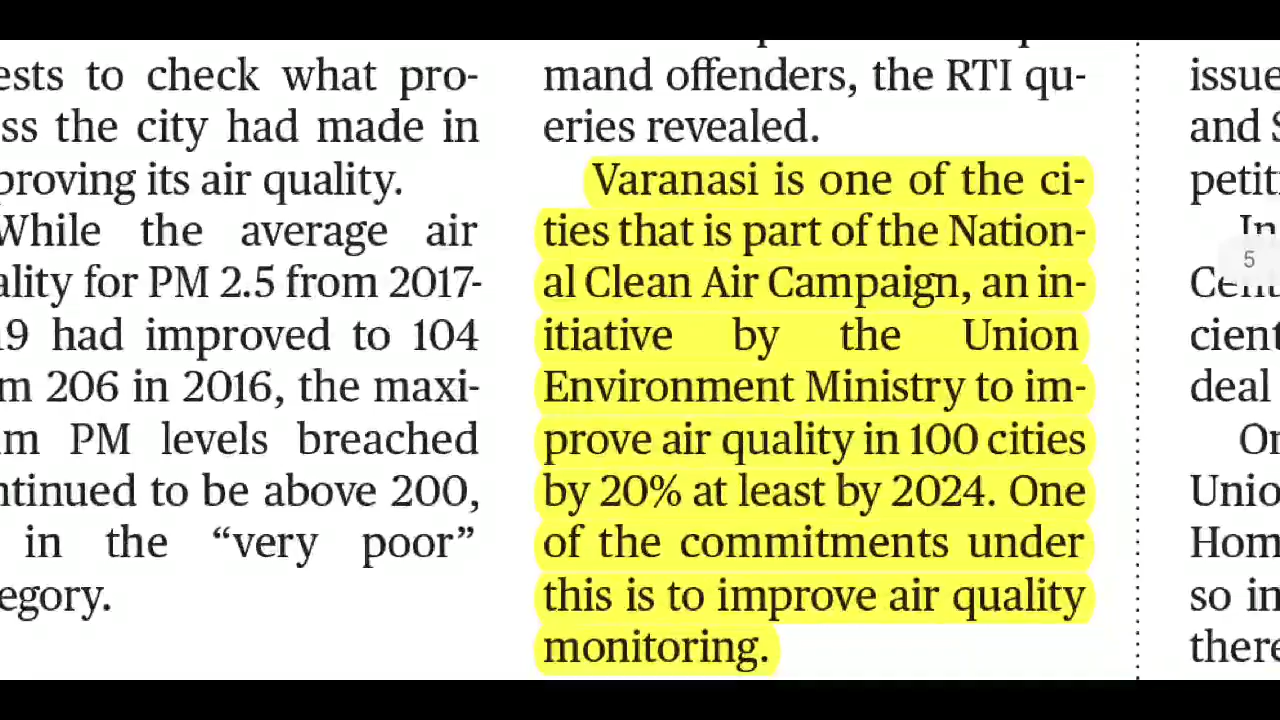 ests to check what pro-
ss the city had made in
proving its air quality.
While the average air
ality for PM 2.5 from 2017-
19 had improved to 104
m 206 in 2016, the maxi-
m PM levels breached
ntinued to be above 200,
in the “very poor”
egory.
mand offenders, the RTI qu-
eries revealed.
Varanasi is one of the ci-
ties that is part of the Nation-
al Clean Air Campaign, an in-
itiative by the Union
Environment Ministry to im-
prove air quality in 100 cities
by 20% at least by 2024. One
of the commitments under
this is to improve air quality
monitoring.
issue
and S
petiti
In
5
Centr
cient
deal
On
Unio
Hom
so in
there